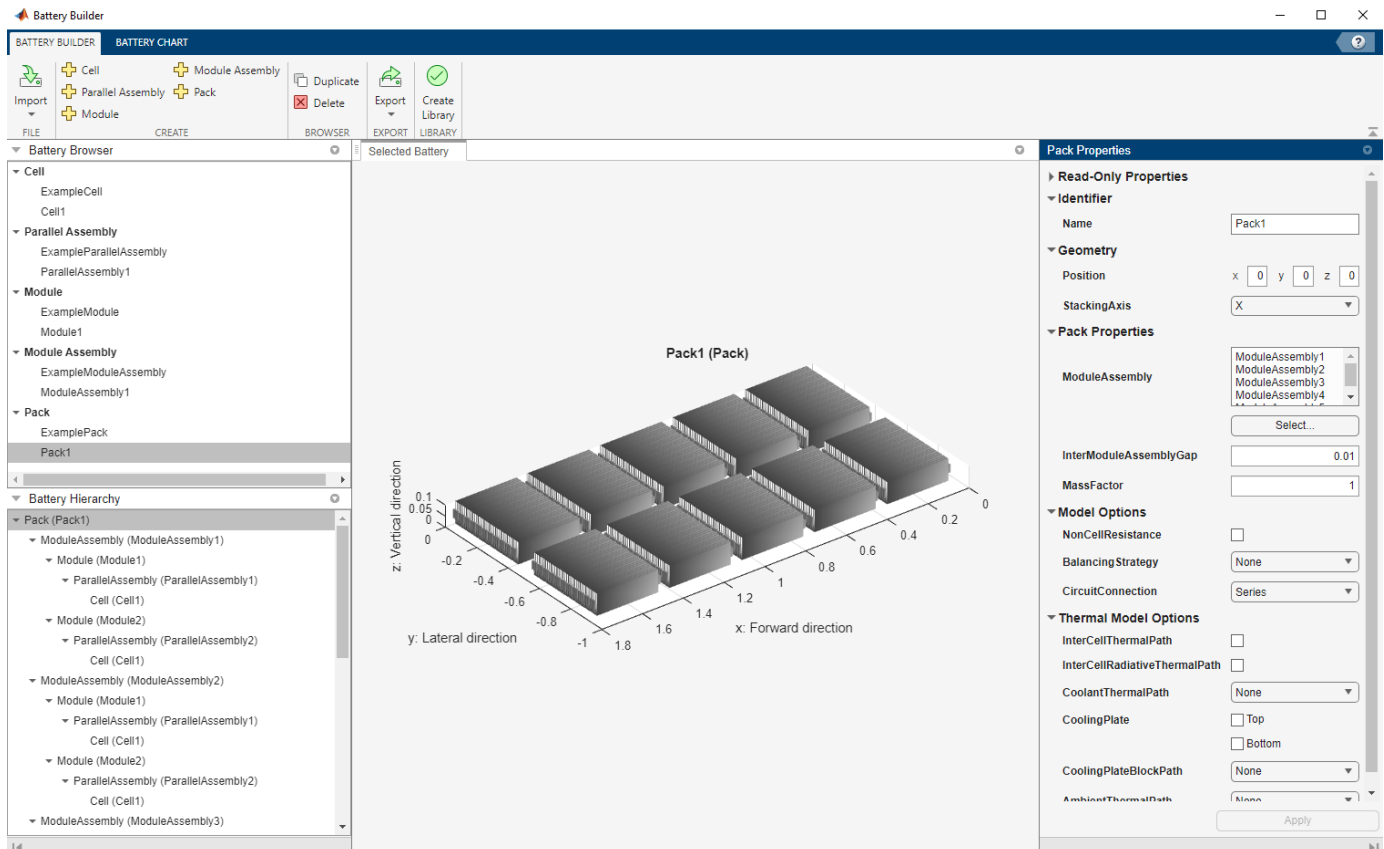 Battery Builder
BATTERY BUILDER BATTERY CHART
?
Import
Cell
Parallel Assembly
Module
Module Assembly
Pack
Duplicate
Delete
Export
Create
Library
FILE CREATE BROWSER EXPORT LIBRARY
Battery Browser
Cell
ExampleCell
Cell1
Parallel Assembly
ExampleParallelAssembly
ParallelAssembly1
Module
ExampleModule
Module1
Module Assembly
ExampleModuleAssembly
ModuleAssembly1
Pack
ExamplePack
Pack1
Battery Hierarchy
Pack (Pack1)
ModuleAssembly (ModuleAssembly1)
Module (Module1)
ParallelAssembly (ParallelAssembly1)
Cell (Cell1)
Module (Module2)
ParallelAssembly (ParallelAssembly2)
Cell (Cell1)
ModuleAssembly (ModuleAssembly2)
Module (Module1)
ParallelAssembly (ParallelAssembly1)
Cell (Cell1)
Module (Module2)
ParallelAssembly (ParallelAssembly2)
Cell (Cell1)
ModuleAssembly (ModuleAssembly3)
Selected Battery
Pack1 (Pack)
z: Vertical direction
0.1
0.05
0
0
-0.2
-0.4
-0.6
-0.8
-1
y: Lateral direction
0
0.2
0.4
0.6
0.8
1
1.2
1.4
1.6
1.8
x: Forward direction
Pack Properties
Read-Only Properties
Identifier
Name Pack1
Geometry
Position x 0 y 0 z 0
StackingAxis X
Pack Properties
ModuleAssembly
ModuleAssembly1
ModuleAssembly2
ModuleAssembly3
ModuleAssembly4
Select...
InterModuleAssemblyGap 0.01
MassFactor 1
Model Options
NonCellResistance
BalancingStrategy None
CircuitConnection Series
Thermal Model Options
InterCellThermalPath
InterCellRadiativeThermalPath
CoolantThermalPath None
CoolingPlate Top
Bottom
CoolingPlateBlockPath None
AmbientThermalPath None
Apply